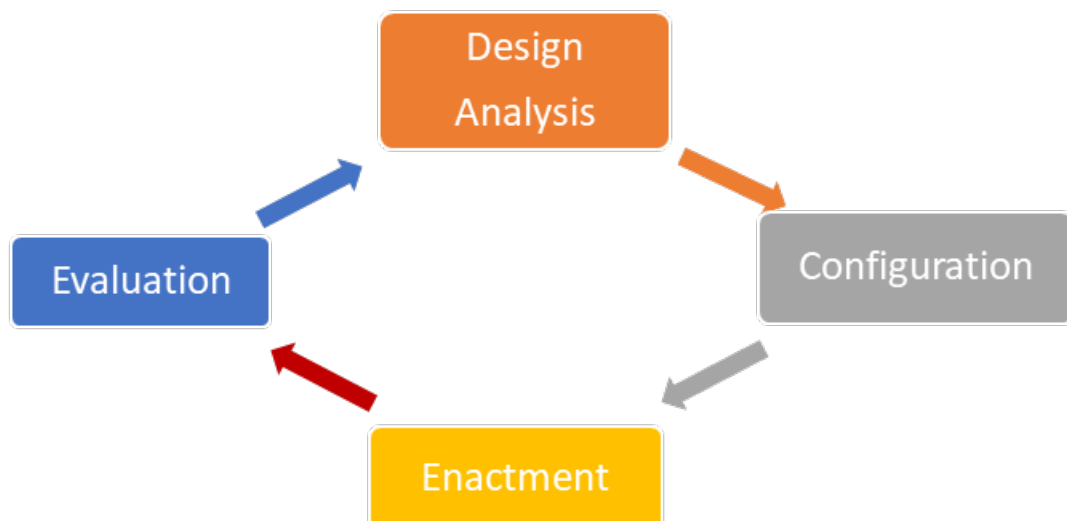 Design
Analysis
Configuration
Evaluation
Enactment